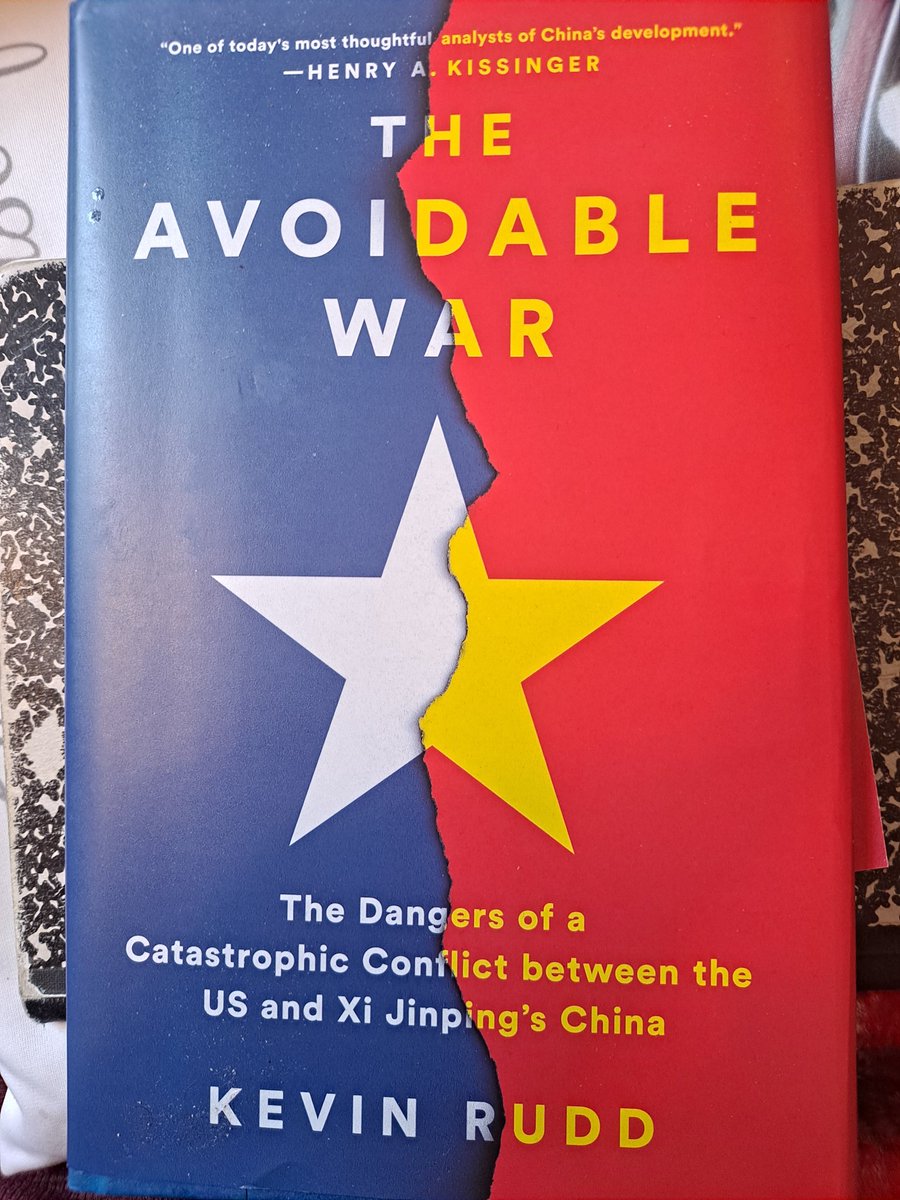 “One of today's most thoughtful analysts of China's development.”
—HENRY A. KISSINGER
THE
AVOIDABLE
WAR
The Dangers of a
Catastrophic Conflict between the
US and Xi Jinping’s China
KEVIN RUDD